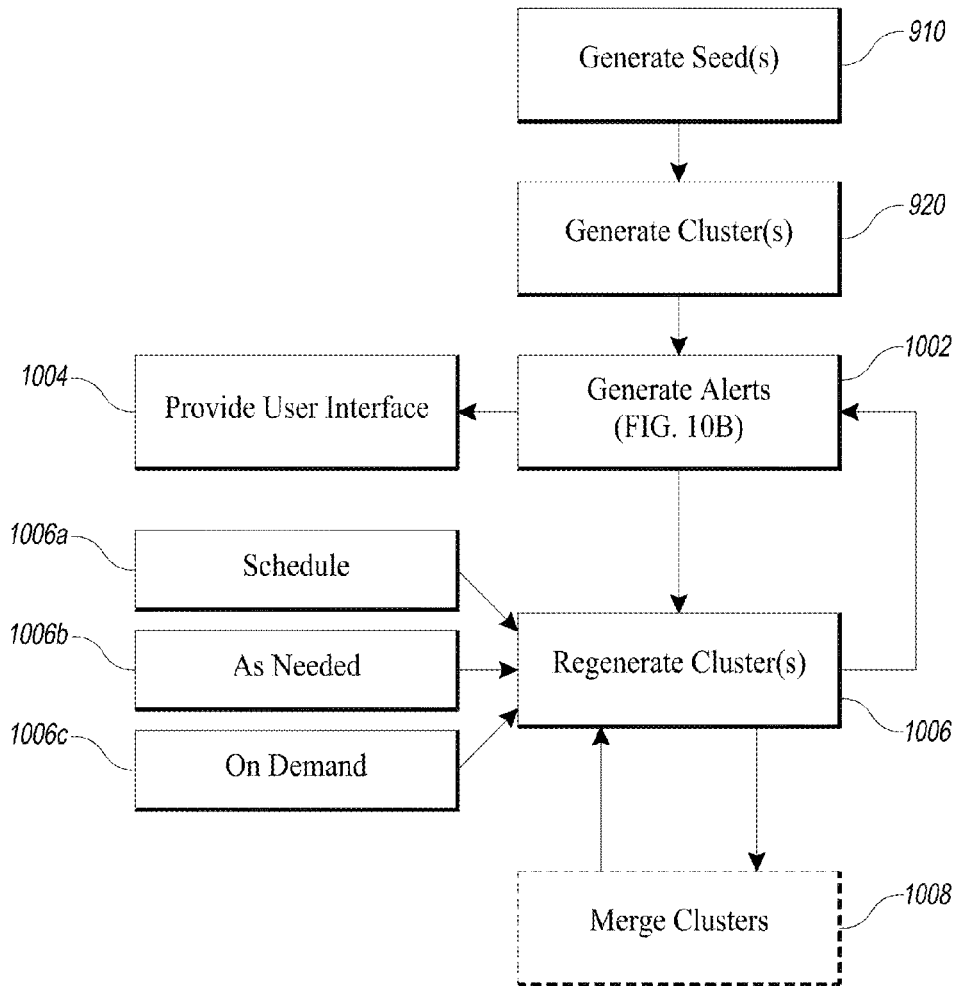 910
Generate Seed(s)
920
Generate Cluster(s)
1002
1004
Generate Alerts
(FIG. 10B)
Provide User Interface
1006a
Schedule
1006b
As Needed
Regenerate Cluster(s)
1006c
1006
On Demand
1008
Merge Clusters